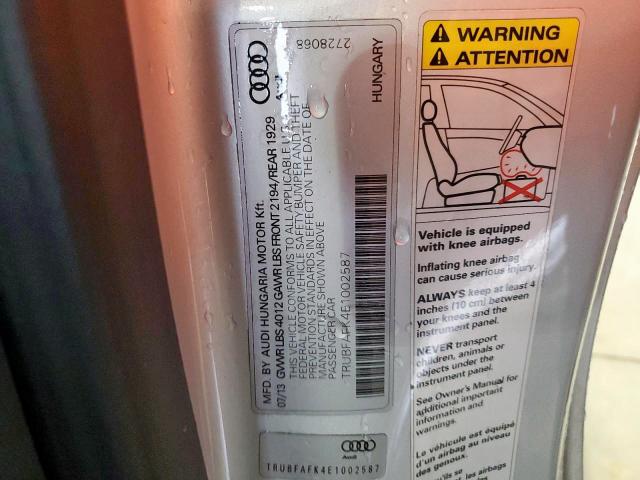 Audi
2728068
HUNGARY
MFD. BY AUDI HUNGARIA MOTOR Kft.
07/13 GVWR LBS 4012 GAWR LBS FRONT 2194/REAR 1929
THIS VEHICLE CONFORMS TO ALL APPLICABLE U.S.
FEDERAL MOTOR VEHICLE SAFETY BUMPER AND THEFT
PREVENTION STANDARDS IN EFFECT ON THE DATE OF
MANUFACTURE SHOWN ABOVE
PASSENGER CAR
TRUBFAFK4E1002587
Audi
TRUBFAFK4E1002587
WARNING
ATTENTION
Vehicle is equipped
with knee airbags.
Inflating knee airbag
can cause serious injury.
ALWAYS keep at least 4
inches (10 cm) between
your knees and the
instrument panel.
NEVER transport
children, animals or
objects under the
instrument panel.
See Owner's Manual for
additional important
information and
warnings.
Le véhicule est équipé
d'un airbag au niveau
des genoux.
les airbags